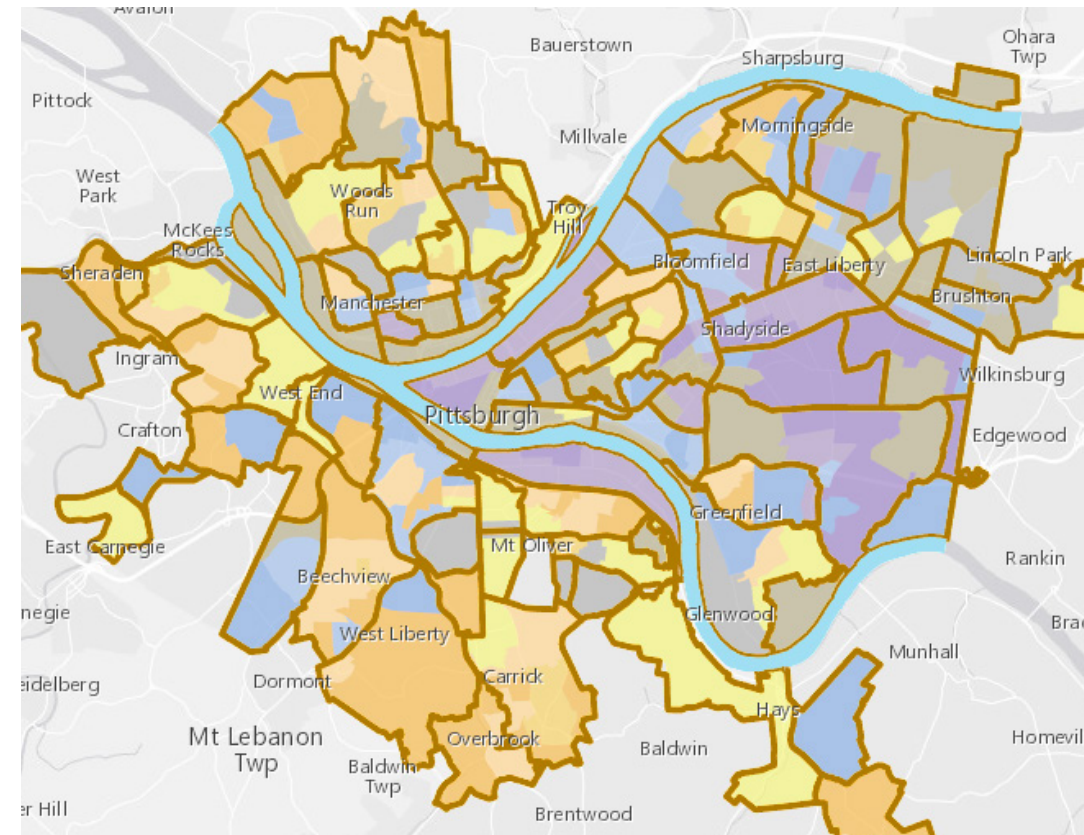 Avalon
Bauerstown
Ohara
Twp
Sharpsburg
Pittock
Millvale
Morningside
West
Park
Woods
Run
Troy
Hill
McKees
Rocks
Bloomfield
East Liberty
Lincoln Park
Sheraden
Manchester
Brushton
Shadyside
Ingram
West End
Wilkinsburg
Pittsburgh
Crafton
Edgewood
Greenfield
East Carnegie
Mt Oliver
Rankin
Beechview
negie
Glenwood
Bra
West Liberty
Munhall
eidelberg
Dormont
Carrick
Hays
Mt Lebanon
Twp
Overbrook
Baldwin
Homevil
Baldwin
Twp
er Hill
Brentwood